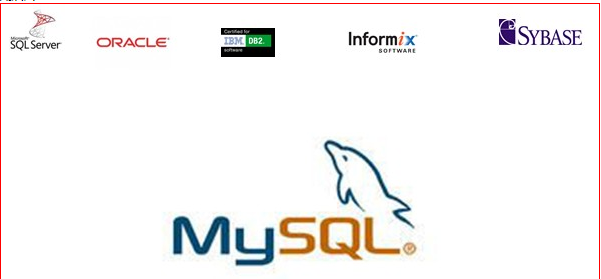 Microsoft
SQL Server
ORACLE®
Certified for
IBM DB2.
software
Informix
SOFTWARE
SYBASE
MySQL®